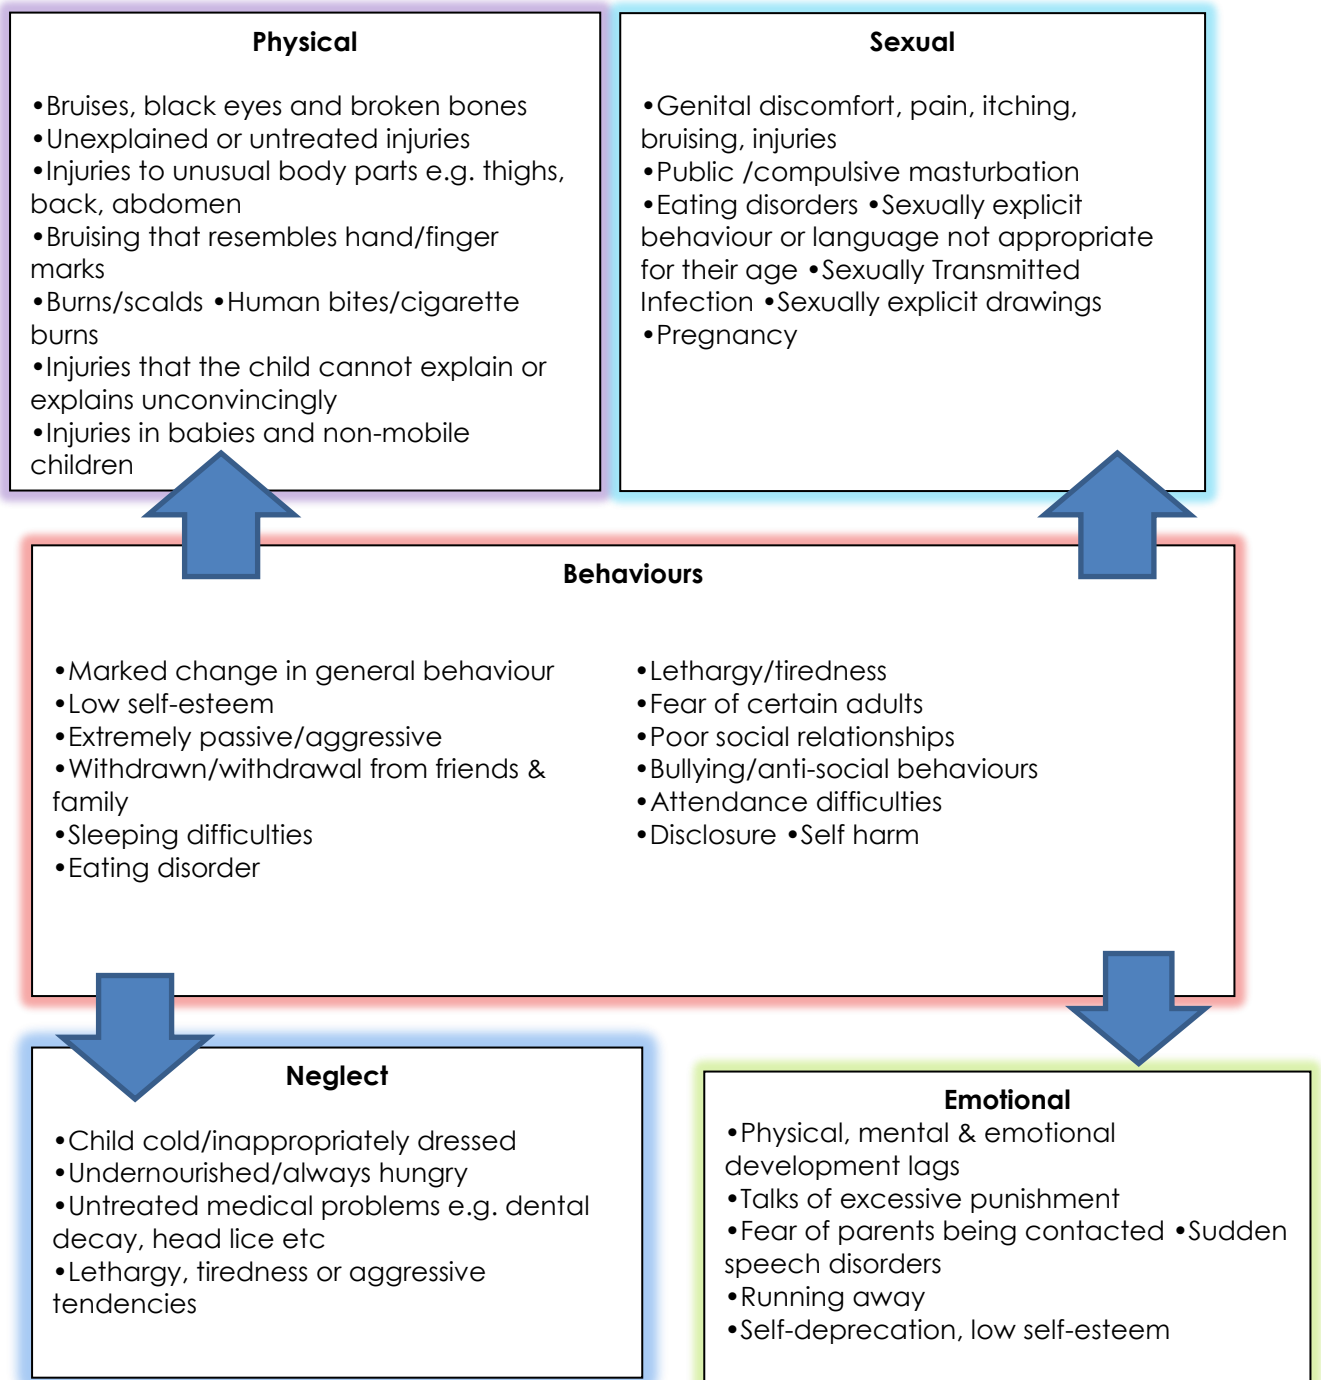 Physical
•Bruises, black eyes and broken bones
•Unexplained or untreated injuries
•Injuries to unusual body parts e.g. thighs,
back, abdomen
•Bruising that resembles hand/finger
marks
•Burns/scalds •Human bites/cigarette
burns
•Injuries that the child cannot explain or
explains unconvincingly
•Injuries in babies and non-mobile
children
Sexual
•Genital discomfort, pain, itching,
bruising, injuries
•Public /compulsive masturbation
•Eating disorders •Sexually explicit
behaviour or language not appropriate
for their age •Sexually Transmitted
Infection •Sexually explicit drawings
•Pregnancy
Behaviours
•Marked change in general behaviour
•Low self-esteem
•Extremely passive/aggressive
•Withdrawn/withdrawal from friends &
family
•Sleeping difficulties
•Eating disorder
•Lethargy/tiredness
•Fear of certain adults
•Poor social relationships
•Bullying/anti-social behaviours
•Attendance difficulties
•Disclosure •Self harm
Neglect
•Child cold/inappropriately dressed
•Undernourished/always hungry
•Untreated medical problems e.g. dental
decay, head lice etc
•Lethargy, tiredness or aggressive
tendencies
Emotional
•Physical, mental & emotional
development lags
•Talks of excessive punishment
•Fear of parents being contacted •Sudden
speech disorders
•Running away
•Self-deprecation, low self-esteem